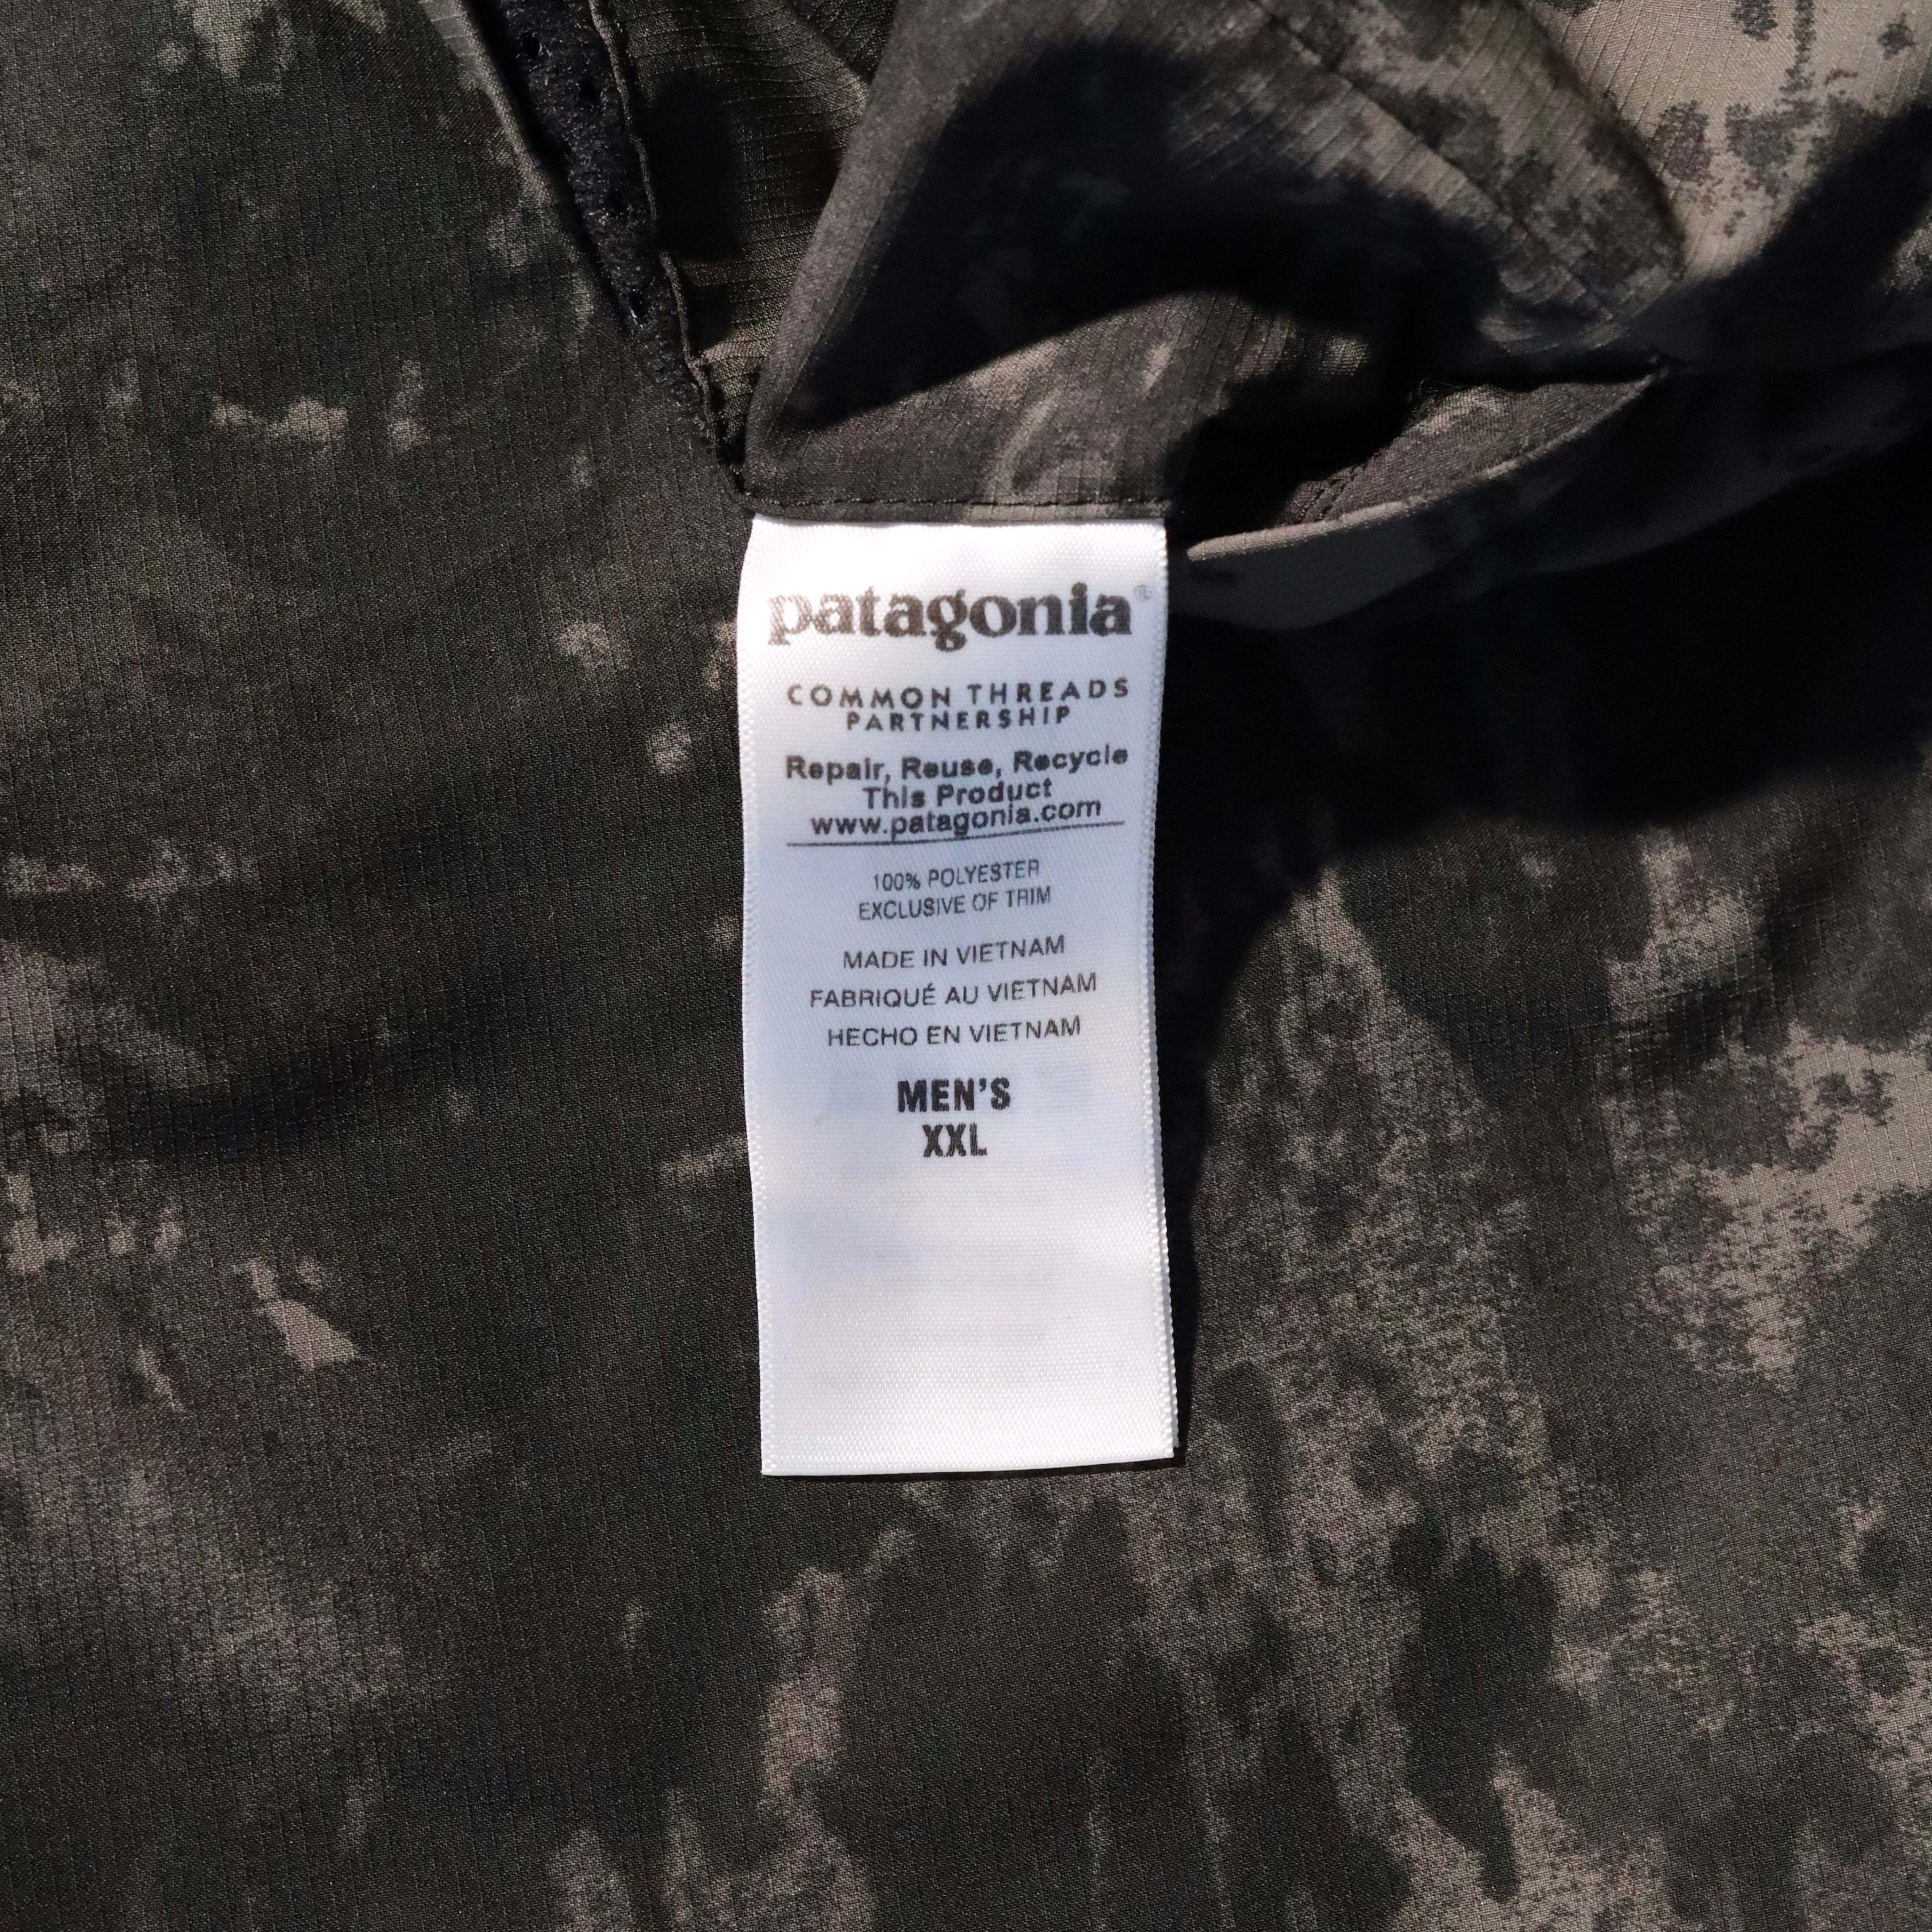 patagonia®
COMMON THREADS
PARTNERSHIP
Repair, Reuse, Recycle
This Product
www.patagonia.com
100% POLYESTER
EXCLUSIVE OF TRIM
MADE IN VIETNAM
FABRIQUÉ AU VIETNAM
HECHO EN VIETNAM
MEN'S
XXL